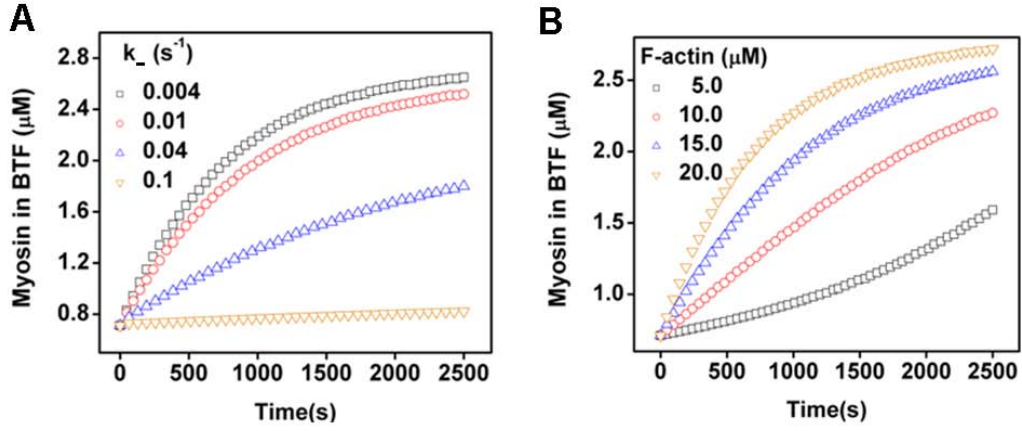 A
k_ (s⁻¹)
0.004
0.01
0.04
0.1
2.8
2.4
2.0
1.6
1.2
0.8
Myosin in BTF (μM)
0 500 1000 1500 2000 2500
Time(s)
B
F-actin (μM)
5.0
10.0
15.0
20.0
2.5
2.0
1.5
1.0
Myosin in BTF (μM)
0 500 1000 1500 2000 2500
Time(s)